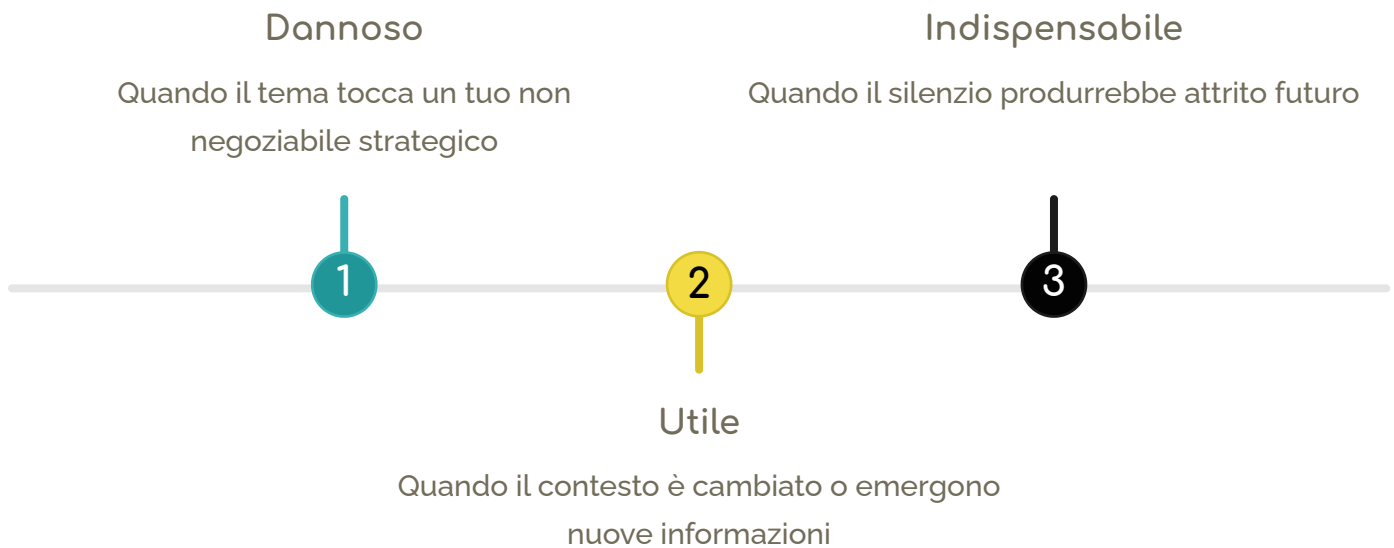 Dannoso
Quando il tema tocca un tuo non
negoziabile strategico
1
Indispensabile
Quando il silenzio produrrebbe attrito futuro
3
2
Utile
Quando il contesto è cambiato o emergono
nuove informazioni